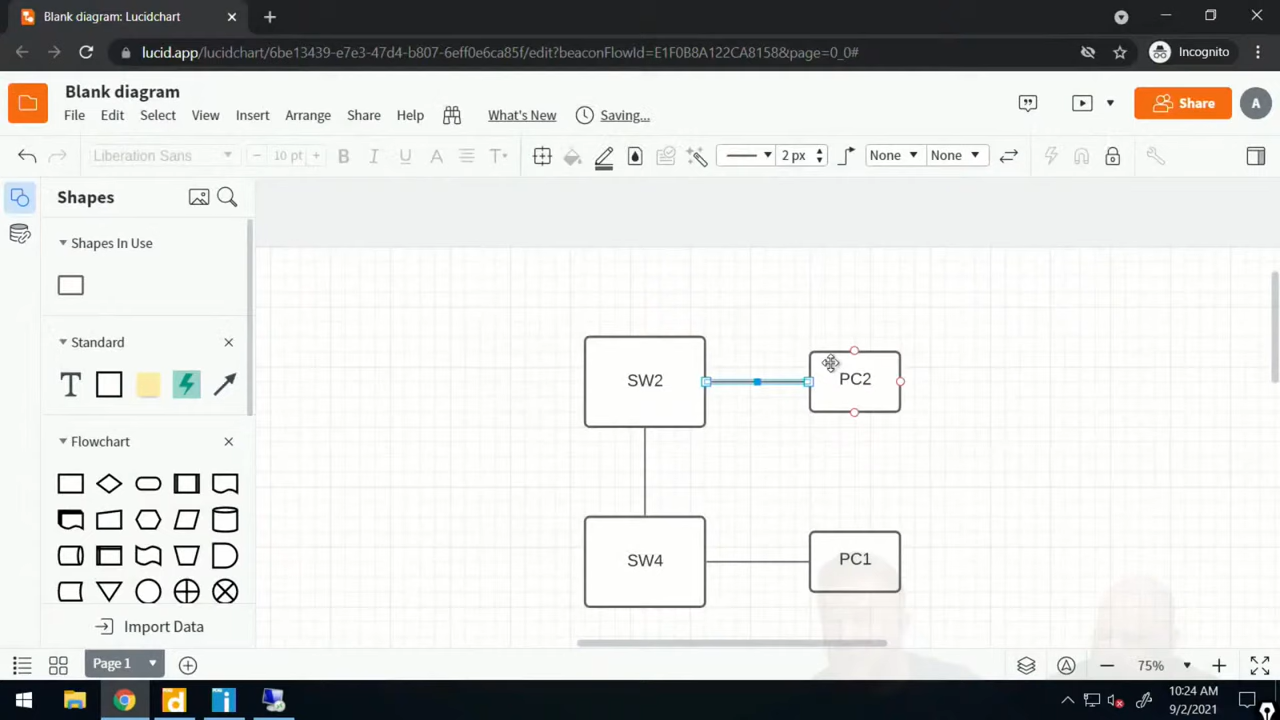 Blank diagram: Lucidchart
lucid.app/lucidchart/6be13439-e7e3-47d4-b807-6eff0e6ca85f/edit?beaconFlowId=E1F0B8A122CA8158&page=0_0#
Incognito
Blank diagram
File Edit Select View Insert Arrange Share Help What's New Saving...
Share
A
Liberation Sans
10 pt
B I U A T
2 px
None None
Shapes
Shapes In Use
Standard
T
Flowchart
Import Data
SW2
PC2
SW4
PC1
Page 1
75%
10:24 AM
9/2/2021